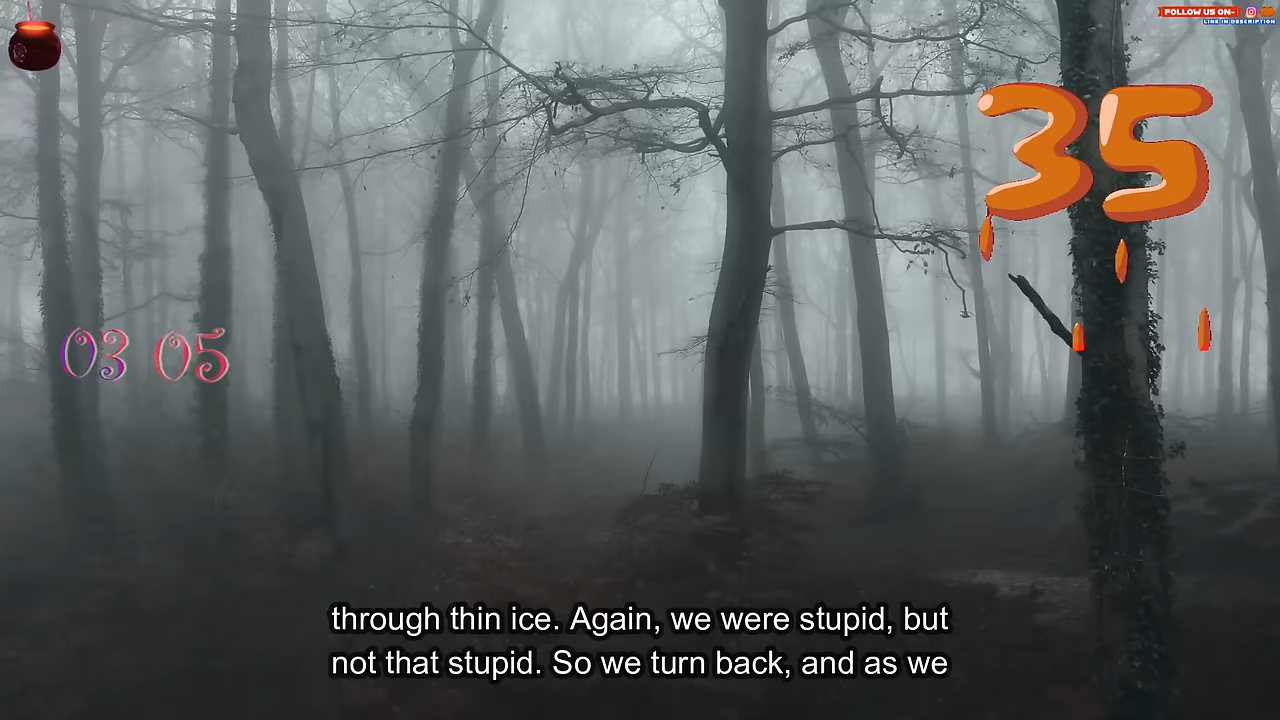 FOLLOW US ON-
LINK IN DESCRIPTION
35
03 05
through thin ice. Again, we were stupid, but
not that stupid. So we turn back, and as we